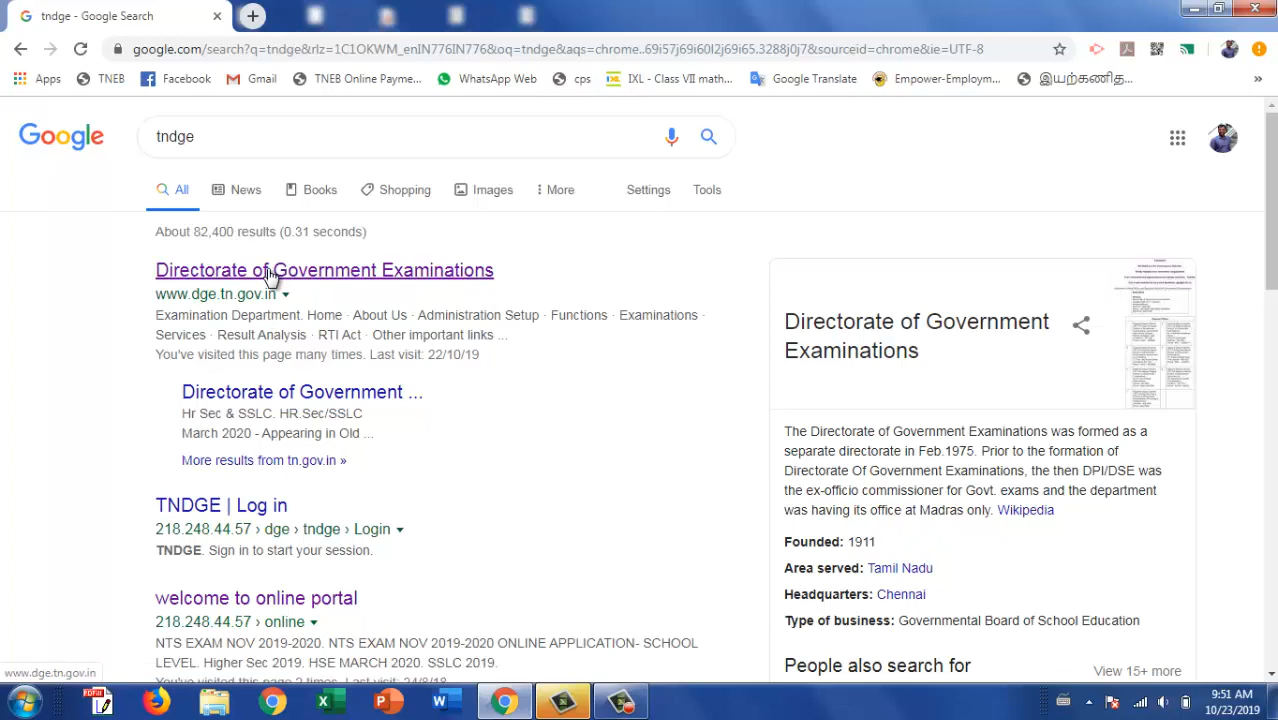 tndge - Google Search
google.com/search?q=tndge&rlz=1C1OKWM_enIN776IN776&oq=tndge&aqs=chrome..69i57j69i60l2j69i65.3288j0j7&sourceid=chrome&ie=UTF-8
Apps TNEB Facebook Gmail TNEB Online Payme... WhatsApp Web cps IXL - Class VII math... Google Translate Empower-Employm... இயற்கணித... »
Google tndge
All News Books Shopping Images More Settings Tools
About 82,400 results (0.31 seconds)
Directorate of Government Examinations
www.dge.tn.gov.in
Examination Department. Home · About Us · Administration Setup · Functions · Examinations
Services · Result Analysis · RTI Act · Other important links ...
You've visited this page many times. Last visit: 22/10/19
Directorate of Government ...
Hr Sec & SSLC. HR.Sec/SSLC
March 2020 - Appearing in Old ...
More results from tn.gov.in »
TNDGE | Log in
218.248.44.57 › dge › tndge › Login
TNDGE. Sign in to start your session.
welcome to online portal
218.248.44.57 › online
NTS EXAM NOV 2019-2020. NTS EXAM NOV 2019-2020 ONLINE APPLICATION- SCHOOL
LEVEL. Higher Sec 2019. HSE MARCH 2020. SSLC 2019.
You've visited this page 2 times. Last visit: 24/8/18
Directorate of Government
Examinations
The Directorate of Government Examinations was formed as a
separate directorate in Feb.1975. Prior to the formation of
Directorate Of Government Examinations, the then DPI/DSE was
the ex-officio commissioner for Govt. exams and the department
was having its office at Madras only. Wikipedia
Founded: 1911
Area served: Tamil Nadu
Headquarters: Chennai
Type of business: Governmental Board of School Education
People also search for View 15+ more
www.dge.tn.gov.in
9:51 AM
10/23/2019